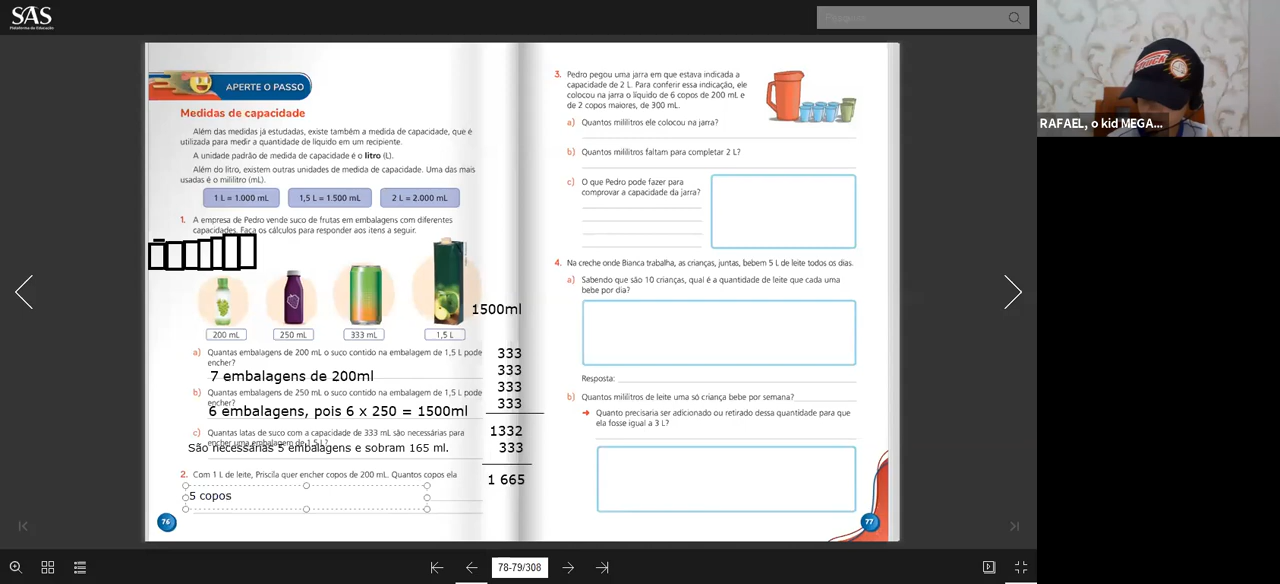 SAS
Plataforma de Educação
Pesquise
RAFAEL, o kid MEGA...
APERTE O PASSO
Medidas de capacidade
Além das medidas já estudadas, existe também a medida de capacidade, que é
utilizada para medir a quantidade de líquido em um recipiente.
A unidade padrão de medida de capacidade é o litro (L).
Além do litro, existem outras unidades de medida de capacidade. Uma das mais
usadas é o mililitro (mL).
1 L = 1.000 mL
1,5 L = 1.500 mL
2 L = 2.000 mL
1. A empresa de Pedro vende suco de frutas em embalagens com diferentes
capacidades. Faça os cálculos para responder aos itens a seguir.
1500ml
200 mL
250 mL
333 mL
1,5 L
a) Quantas embalagens de 200 mL o suco contido na embalagem de 1,5 L pode
encher?
7 embalagens de 200ml
b) Quantas embalagens de 250 mL o suco contido na embalagem de 1,5 L pode
encher?
6 embalagens, pois 6 x 250 = 1500ml
c) Quantas latas de suco com a capacidade de 333 mL são necessárias para
encher uma embalagem de 1,5 L?
São necessárias 5 embalagens e sobram 165 ml.
333
333
333
333
1332
333
1 665
2. Com 1 L de leite, Priscila quer encher copos de 200 mL. Quantos copos ela
5 copos
76
3. Pedro pegou uma jarra em que estava indicada a
capacidade de 2 L. Para conferir essa indicação, ele
colocou na jarra o líquido de 6 copos de 200 mL e
de 2 copos maiores, de 300 mL.
a) Quantos mililitros ele colocou na jarra?
b) Quantos mililitros faltam para completar 2 L?
c) O que Pedro pode fazer para
comprovar a capacidade da jarra?
4. Na creche onde Bianca trabalha, as crianças, juntas, bebem 5 L de leite todos os dias.
a) Sabendo que são 10 crianças, qual é a quantidade de leite que cada uma
bebe por dia?
Resposta:
b) Quantos mililitros de leite uma só criança bebe por semana?
Quanto precisaria ser adicionado ou retirado dessa quantidade para que
ela fosse igual a 3 L?
77
78-79/308